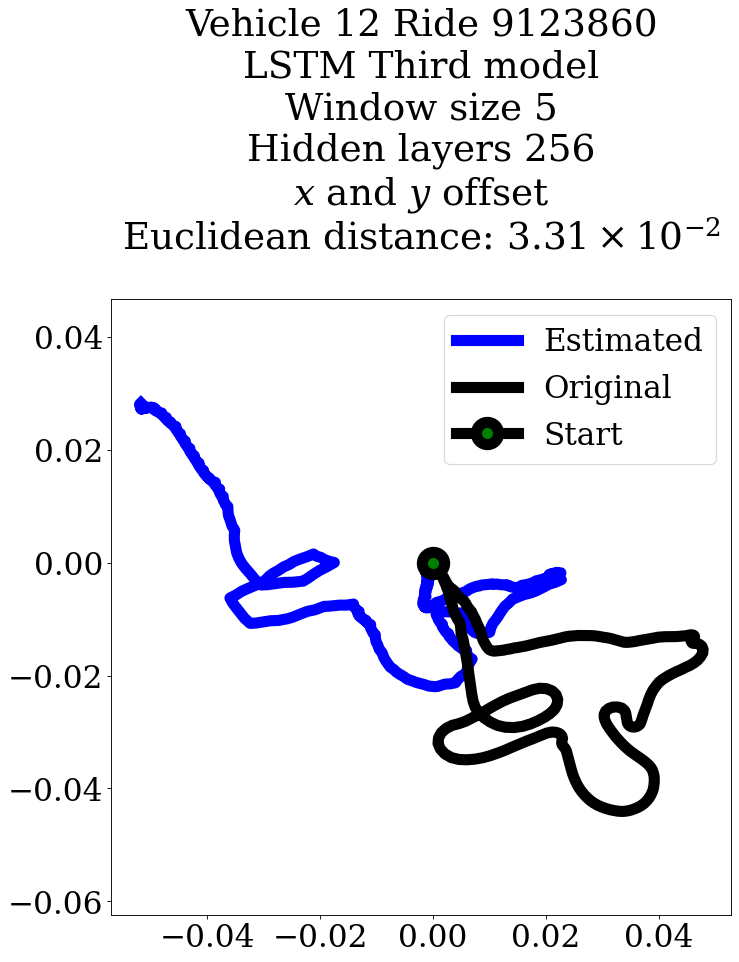 Vehicle 12 Ride 9123860
LSTM Third model
Window size 5
Hidden layers 256
x and y offset
Euclidean distance: 3.31 × 10⁻²
Estimated
Original
Start
0.04
0.02
0.00
−0.02
−0.04
−0.06
−0.04 −0.02 0.00 0.02 0.04